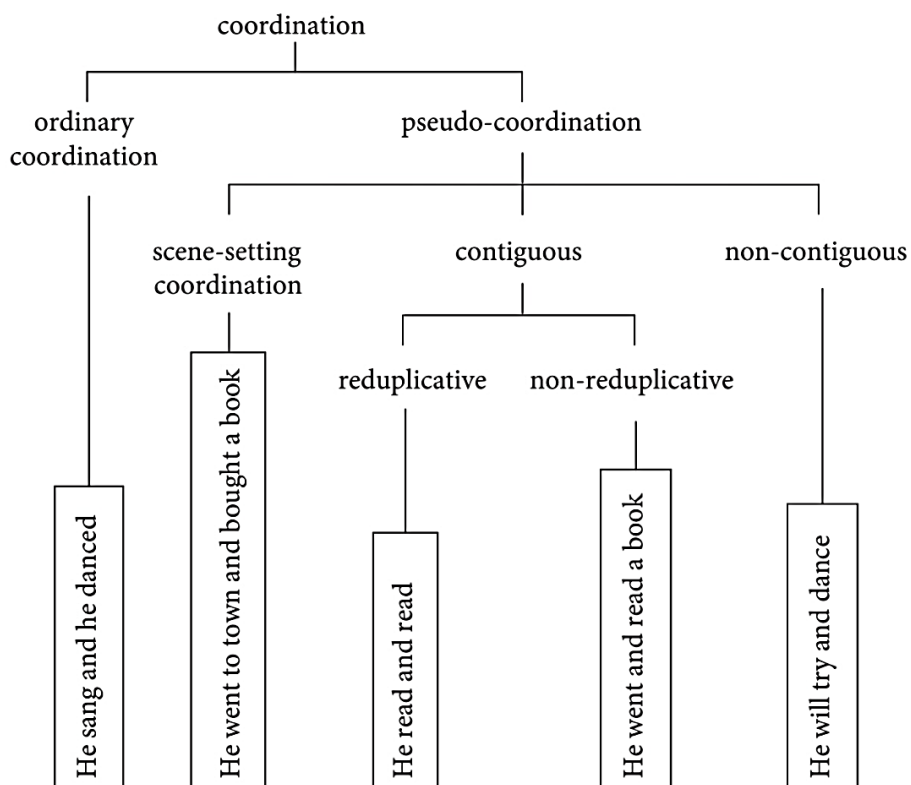 coordination
ordinary
coordination
pseudo-coordination
scene-setting
coordination
contiguous
non-contiguous
reduplicative
non-reduplicative
He sang and he danced
He went to town and bought a book
He read and read
He went and read a book
He will try and dance